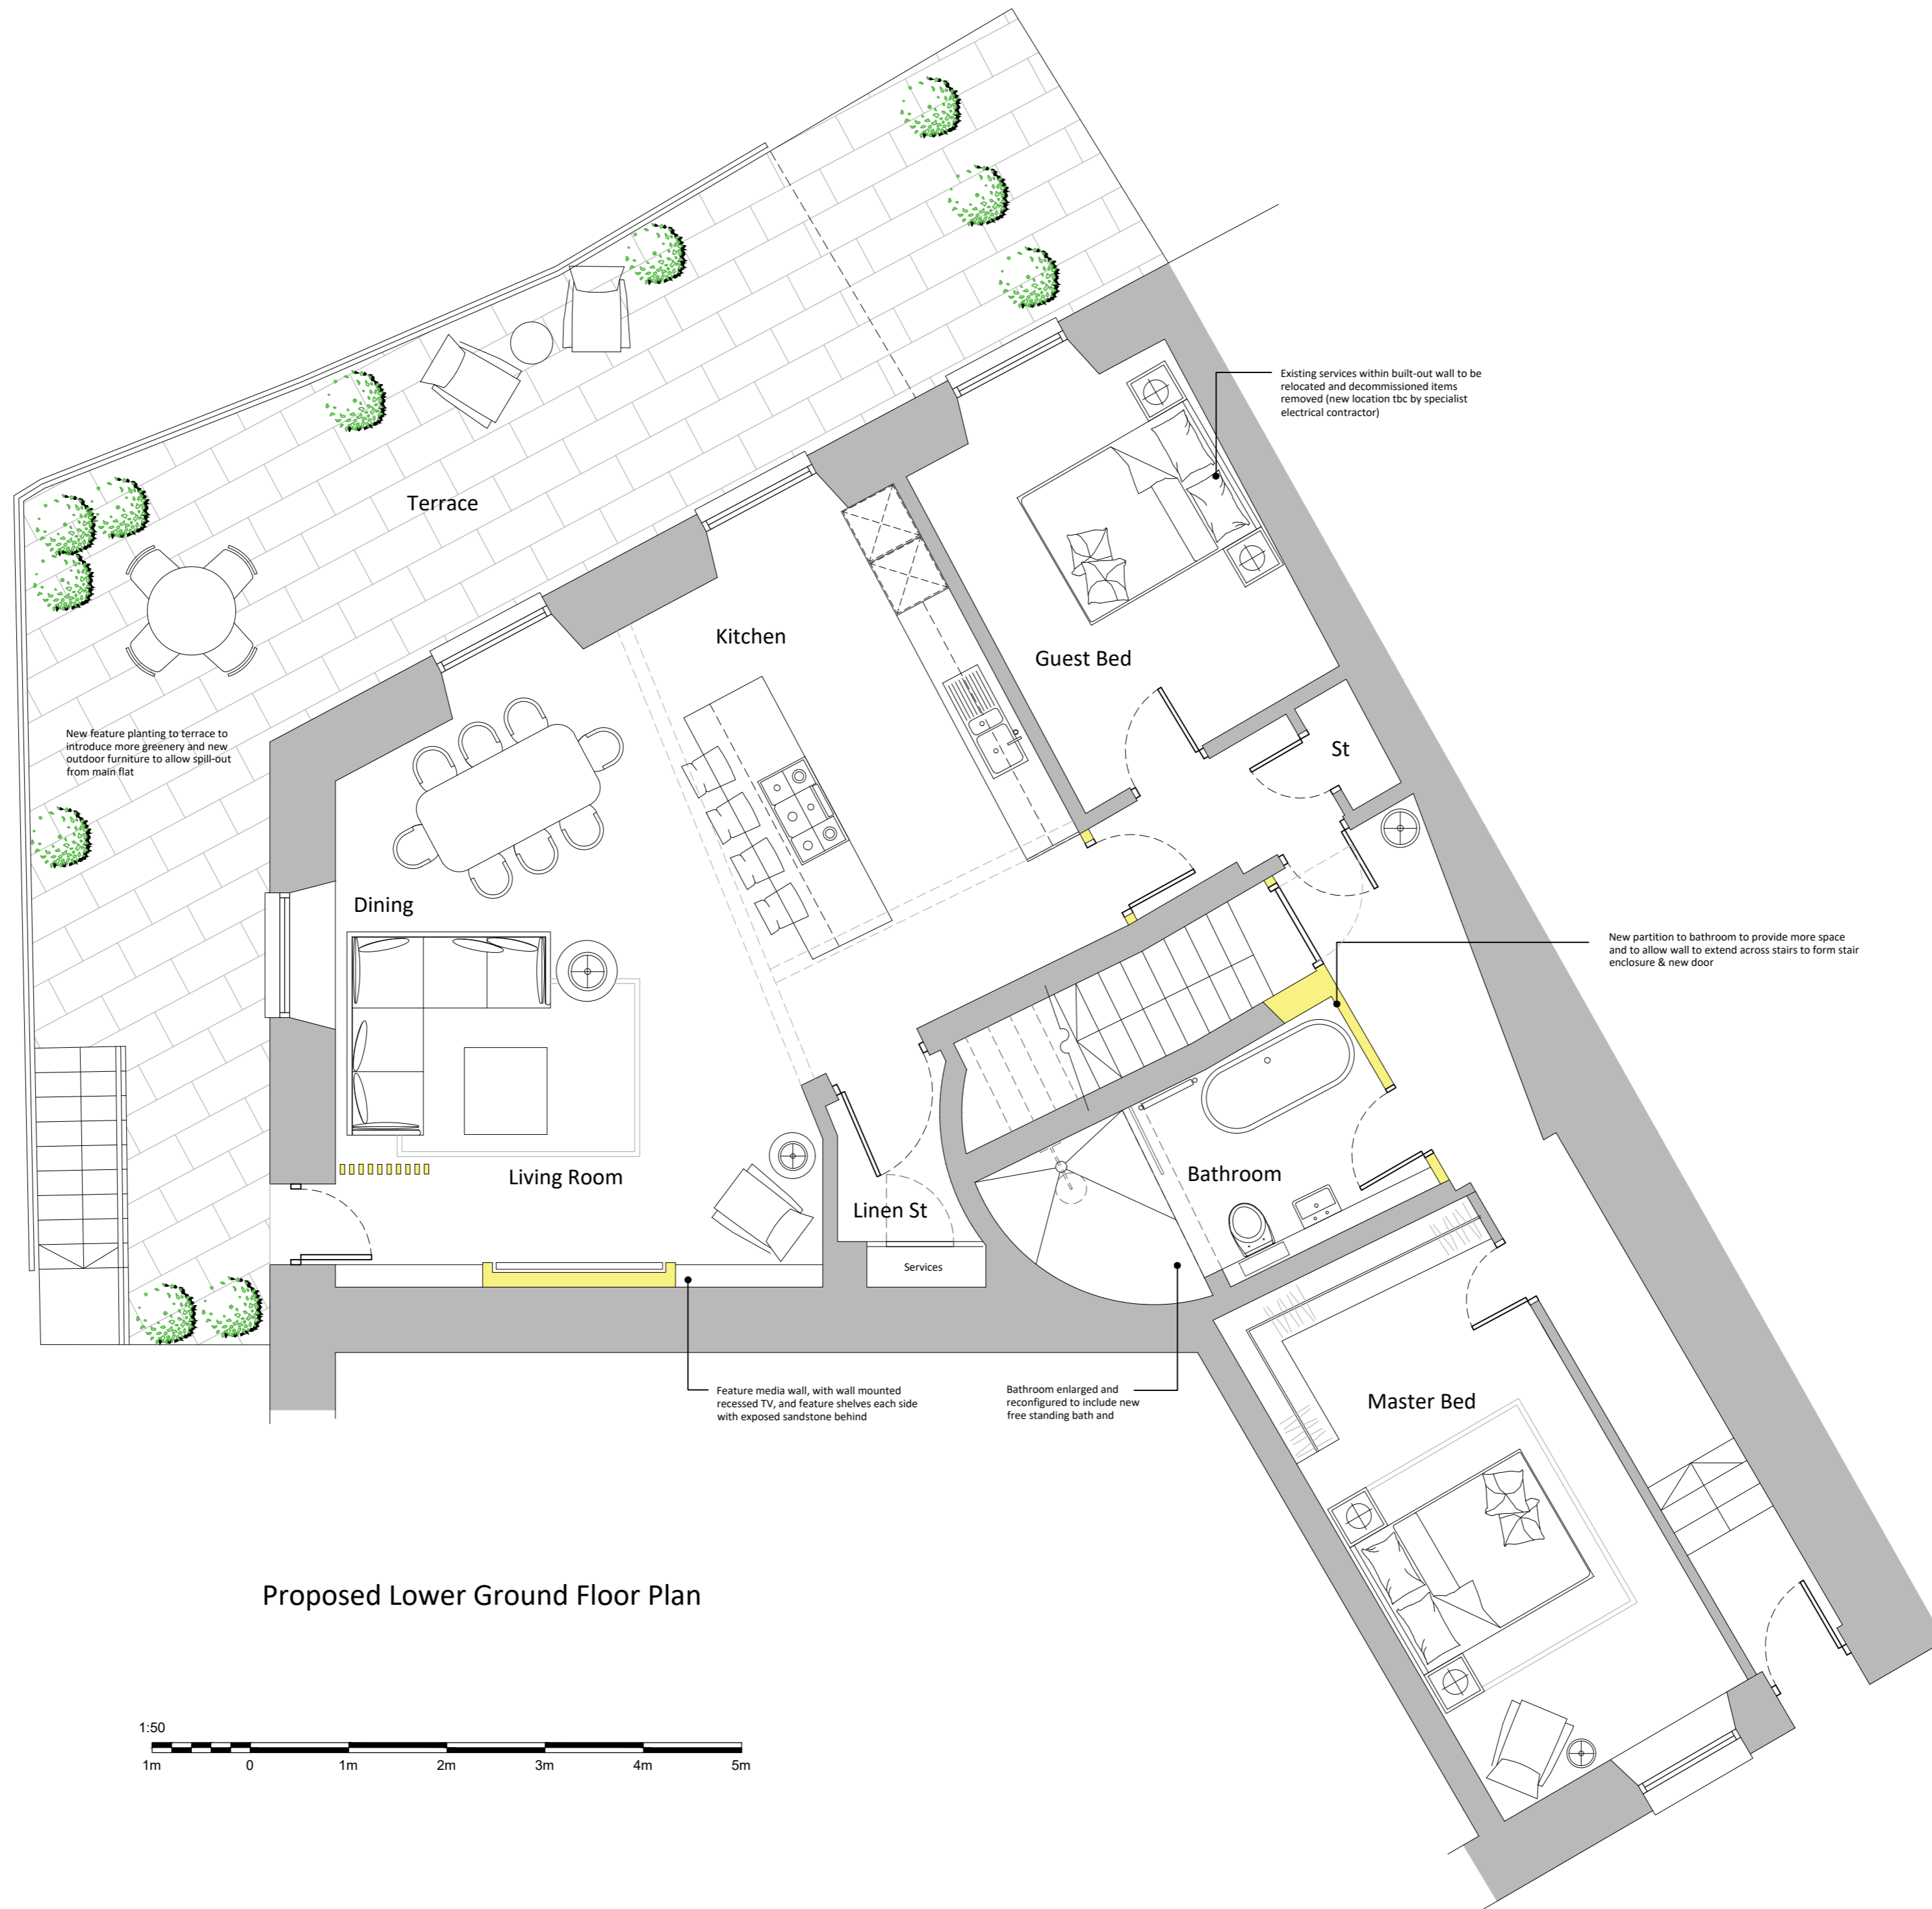 Existing services within built-out wall to be
relocated and decommissioned items
removed (new location tbc by specialist
electrical contractor)
Terrace
Kitchen
Guest Bed
St
New feature planting to terrace to
introduce more greenery and new
outdoor furniture to allow spill-out
from main flat
Dining
New partition to bathroom to provide more space
and to allow wall to extend across stairs to form stair
enclosure & new door
Living Room
Bathroom
Linen St
Services
Feature media wall, with wall mounted
recessed TV, and feature shelves each side
with exposed sandstone behind
Bathroom enlarged and
reconfigured to include new
free standing bath and
Master Bed
Proposed Lower Ground Floor Plan
1:50
1m 0 1m 2m 3m 4m 5m